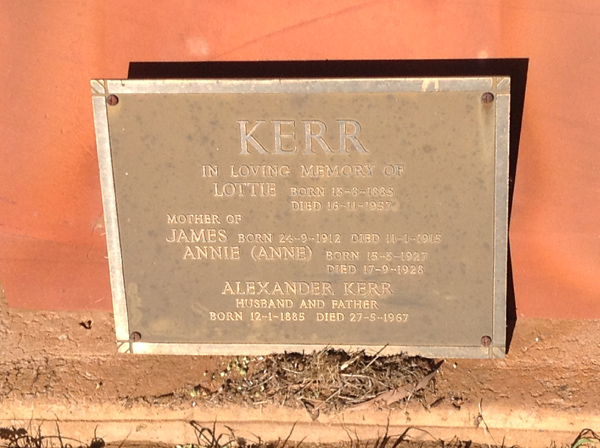 KERR
IN LOVING MEMORY OF
LOTTIE BORN 15-8-1885
DIED 16-11-1957
MOTHER OF
JAMES BORN 24-9-1912 DIED 11-1-1915
ANNIE (ANNE) BORN 15-5-1927
DIED 17-9-1928
ALEXANDER KERR
HUSBAND AND FATHER
BORN 12-1-1885 DIED 27-5-1967